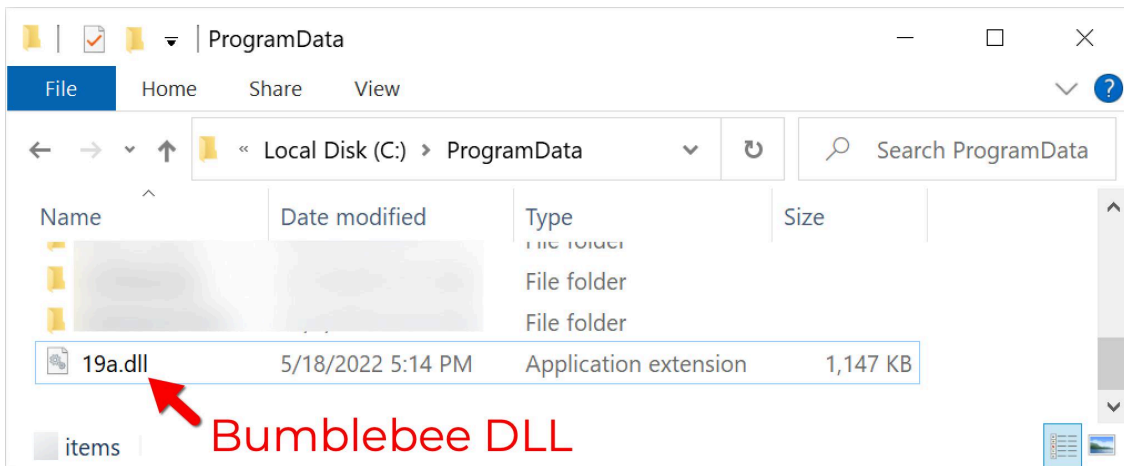 ProgramData
File Home Share View ?
« Local Disk (C:) > ProgramData Search ProgramData
Name Date modified Type Size
File folder
File folder
File folder
19a.dll 5/18/2022 5:14 PM Application extension 1,147 KB
Bumblebee DLL
items